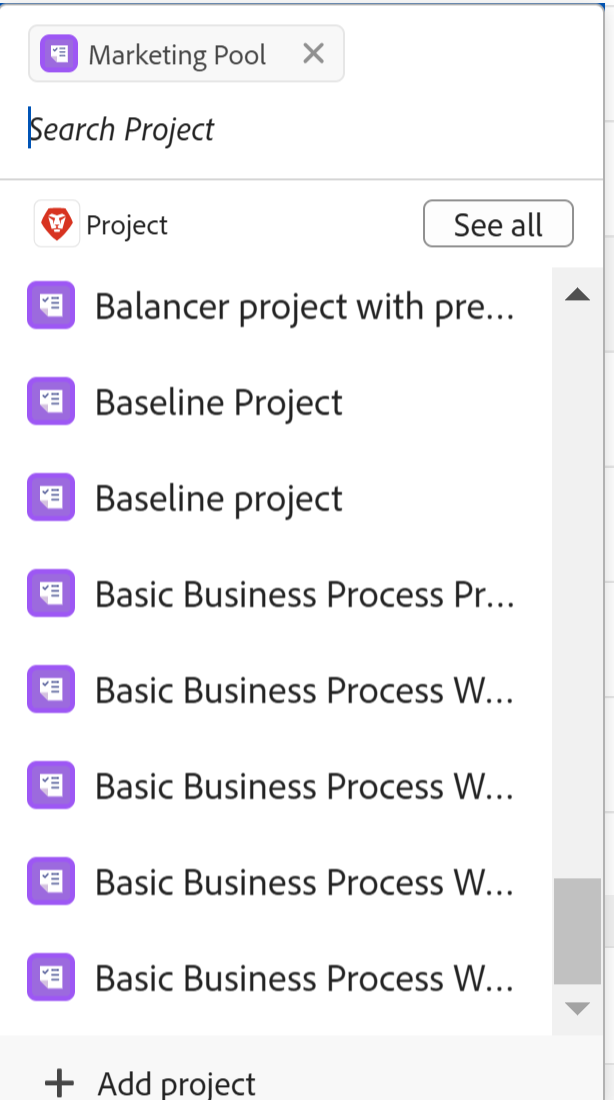 Marketing Pool
Search Project
Project
See all
Balancer project with pre...
Baseline Project
Baseline project
Basic Business Process Pr...
Basic Business Process W...
Basic Business Process W...
Basic Business Process W...
Basic Business Process W...
Add project